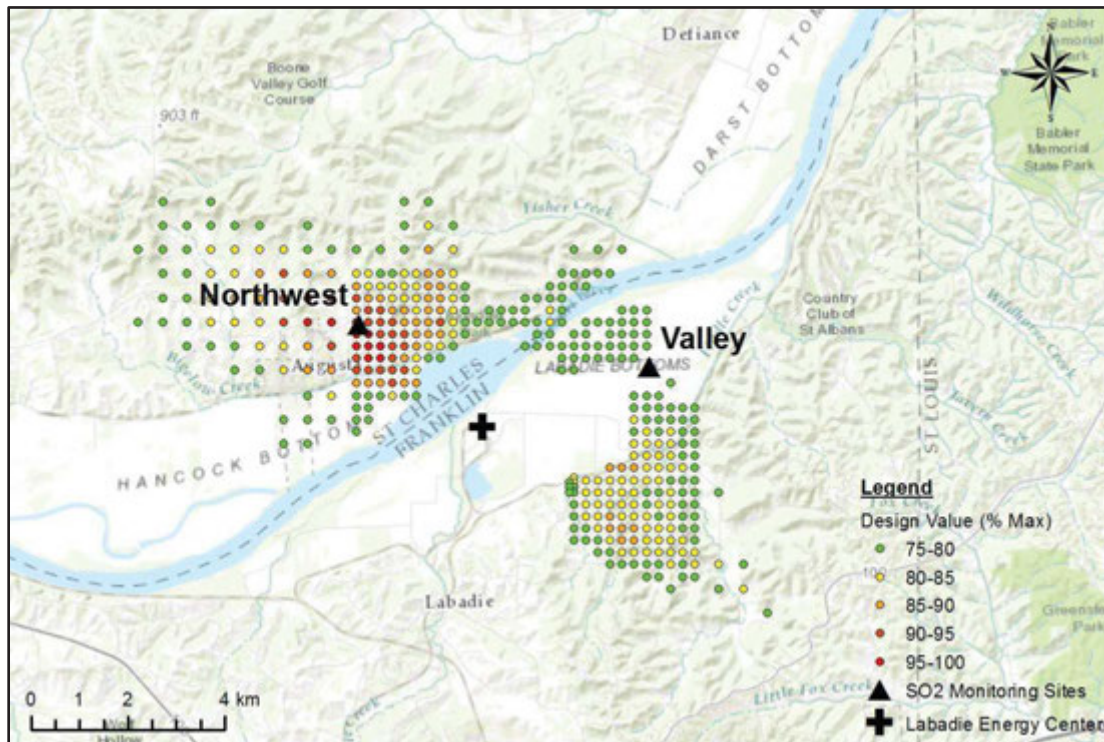 Defiance
Babler
Memorial
Park
N
W
E
S
Boone
Valley Golf
Course
903 ft
DARST BOTTOM
Babler
Memorial
State Park
Fisher Creek
Northwest
Country
Club of
St Albans
Valley
LABADIE BOTTOMS
Augusta
Creek
ST CHARLES
FRANKLIN
ST LOUIS
HANCOCK BOTTOM
Legend
Design Value (% Max)
75-80
80-85
85-90
90-95
95-100
SO2 Monitoring Sites
Labadie Energy Center
Labadie
Park
Little Fox Creek
0 1 2 4 km
Hollow